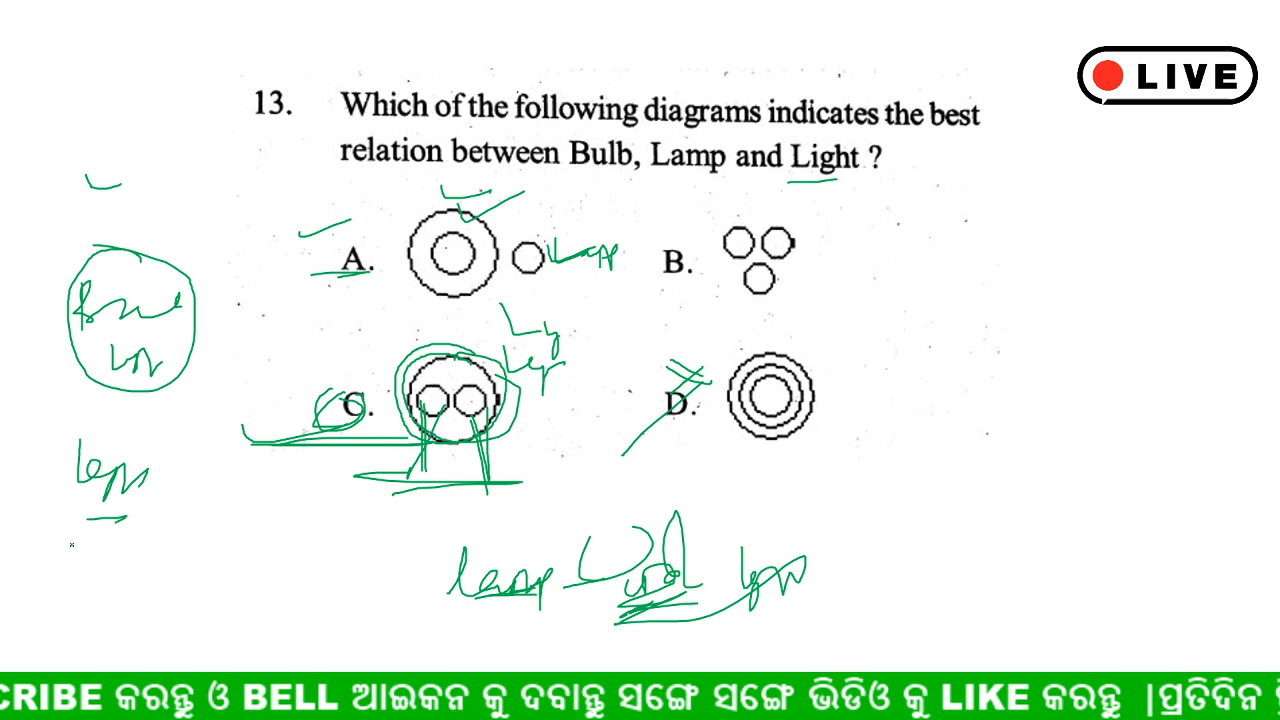 LIVE
13. Which of the following diagrams indicates the best
relation between Bulb, Lamp and Light ?
A. B.
C. D.
lamp
CRIBE କରନ୍ତୁ ଓ BELL ଆଇକନ କୁ ଦବାନ୍ତୁ ସଙ୍ଗେ ସଙ୍ଗେ ଭିଡିଓ କୁ LIKE କରନ୍ତୁ | ପ୍ରତିଦିନ